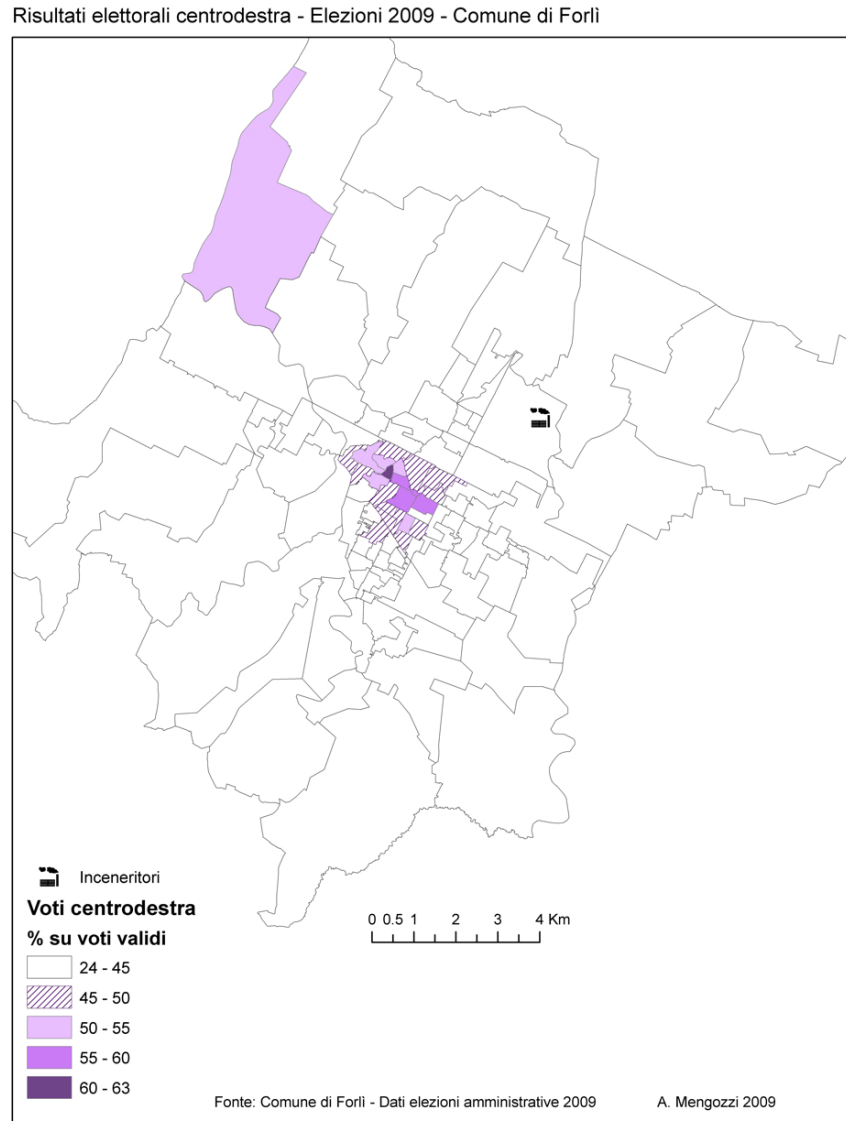 Risultati elettorali centrodestra - Elezioni 2009 - Comune di Forlì
Inceneritori
Voti centrodestra
% su voti validi
24 - 45
45 - 50
50 - 55
55 - 60
60 - 63
0 0.5 1 2 3 4 Km
Fonte: Comune di Forlì - Dati elezioni amministrative 2009 A. Mengozzi 2009